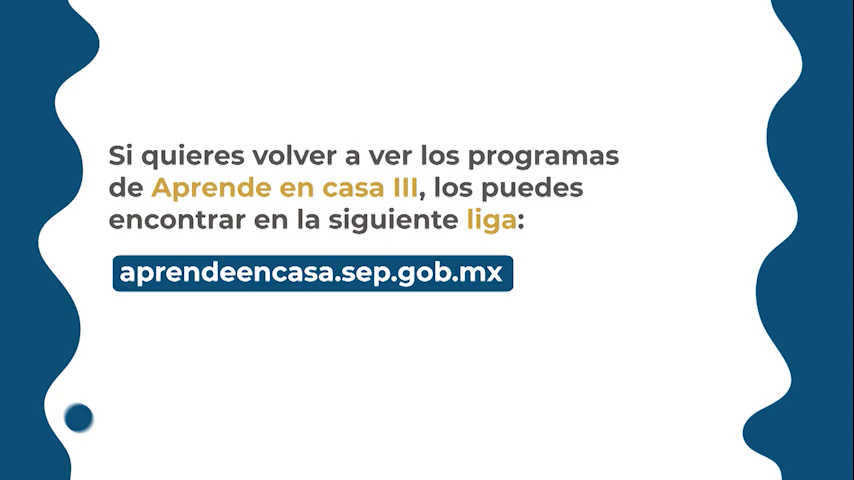 Si quieres volver a ver los programas
de Aprende en casa III, los puedes
encontrar en la siguiente liga:
aprendeencasa.sep.gob.mx